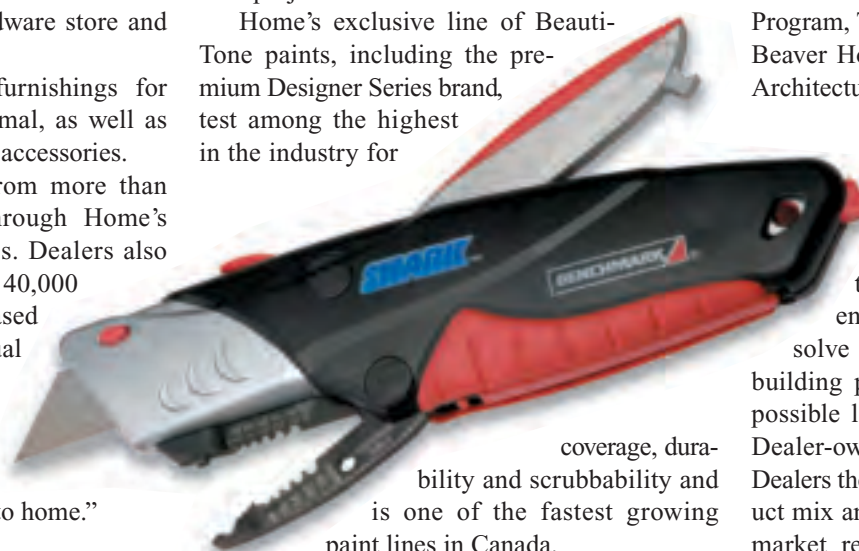 dware store and
furnishings for
mal, as well as
accessories.
rom more than
hrough Home's
s. Dealers also
40,000
ased
ual
to home.”
Home's exclusive line of Beauti-
Tone paints, including the pre-
mium Designer Series brand,
test among the highest
in the industry for
SHARK
BENCHMARK
coverage, dura-
bility and scrubbability and
is one of the fastest growing
paint lines in Canada.
Program, T
Beaver Ho
Architectu
t
en
solve
building p
possible l
Dealer-ow
Dealers the
uct mix an
market re